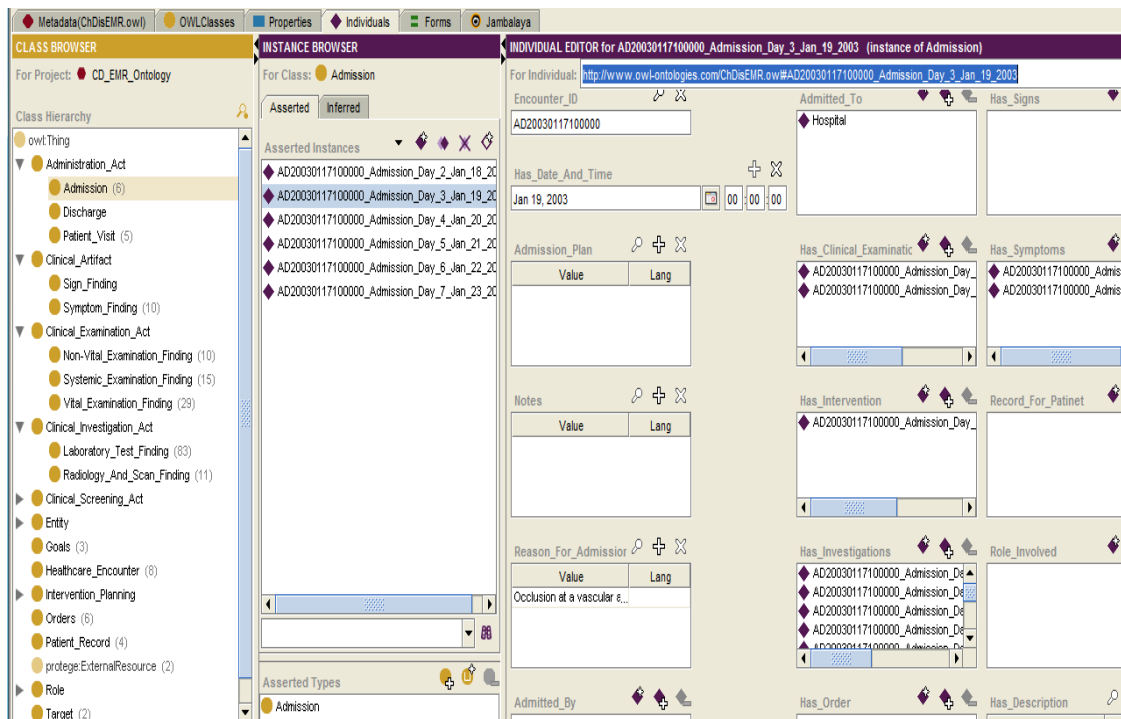 Metadata(ChDisEMR.owl) OWLClasses Properties Individuals Forms Jambalaya
CLASS BROWSER
For Project: CD_EMR_Ontology
Class Hierarchy
owl:Thing
Administration_Act
Admission (6)
Discharge
Patient_Visit (5)
Clinical_Artifact
Sign_Finding
Symptom_Finding (10)
Clinical_Examination_Act
Non-Vital_Examination_Finding (10)
Systemic_Examination_Finding (15)
Vital_Examination_Finding (29)
Clinical_Investigation_Act
Laboratory_Test_Finding (83)
Radiology_And_Scan_Finding (11)
Clinical_Screening_Act
Entity
Goals (3)
Healthcare_Encounter (8)
Intervention_Planning
Orders (6)
Patient_Record (4)
protege:ExternalResource (2)
Role
Target (2)
INSTANCE BROWSER
For Class: Admission
Asserted Inferred
Asserted Instances
AD20030117100000_Admission_Day_2_Jan_18_20
AD20030117100000_Admission_Day_3_Jan_19_20
AD20030117100000_Admission_Day_4_Jan_20_20
AD20030117100000_Admission_Day_5_Jan_21_20
AD20030117100000_Admission_Day_6_Jan_22_20
AD20030117100000_Admission_Day_7_Jan_23_20
Asserted Types
Admission
INDIVIDUAL EDITOR for AD20030117100000_Admission_Day_3_Jan_19_2003 (instance of Admission)
For Individual: http://www.owl-ontologies.com/ChDisEMR.owl#AD20030117100000_Admission_Day_3_Jan_19_2003
Encounter_ID
AD20030117100000
Has_Date_And_Time
Jan 19, 2003 00 :00 :00
Admission_Plan
Value Lang
Notes
Value Lang
Reason_For_Admission
Value Lang
Occlusion at a vascular a...
Admitted_By
Admitted_To
Hospital
Has_Clinical_Examinatic
AD20030117100000_Admission_Day_
AD20030117100000_Admission_Day_
Has_Intervention
AD20030117100000_Admission_Day_
Has_Investigations
AD20030117100000_Admission_Da
AD20030117100000_Admission_Da
AD20030117100000_Admission_Da
AD20030117100000_Admission_Da
AD20030117100000_Admission_Da
Has_Order
Has_Signs
Has_Symptoms
AD20030117100000_Admis
AD20030117100000_Admis
Record_For_Patinet
Role_Involved
Has_Description